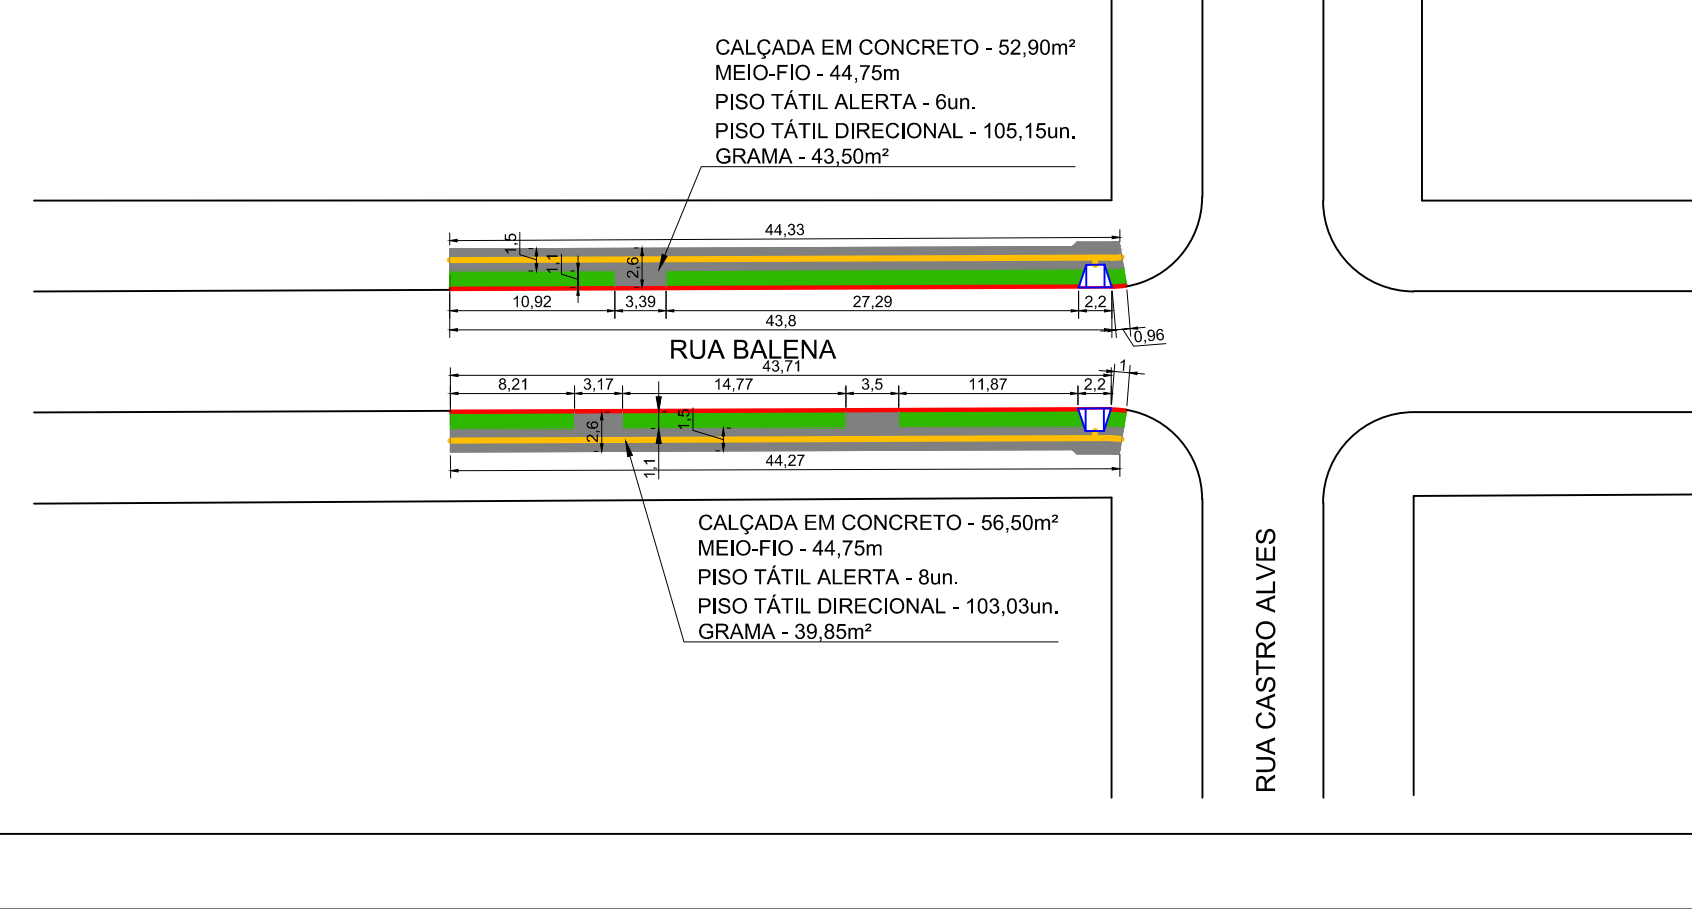 CALÇADA EM CONCRETO - 52,90m²
MEIO-FIO - 44,75m
PISO TÁTIL ALERTA - 6un.
PISO TÁTIL DIRECIONAL - 105,15un.
GRAMA - 43,50m²
44,33
1,5
1,1
2,6
10,92
3,39
27,29
2,2
43,8
0,96
RUA BALENA
43,71
1
8,21
3,17
14,77
3,5
11,87
2,2
2,6
1,5
1,1
44,27
CALÇADA EM CONCRETO - 56,50m²
MEIO-FIO - 44,75m
PISO TÁTIL ALERTA - 8un.
PISO TÁTIL DIRECIONAL - 103,03un.
GRAMA - 39,85m²
RUA CASTRO ALVES